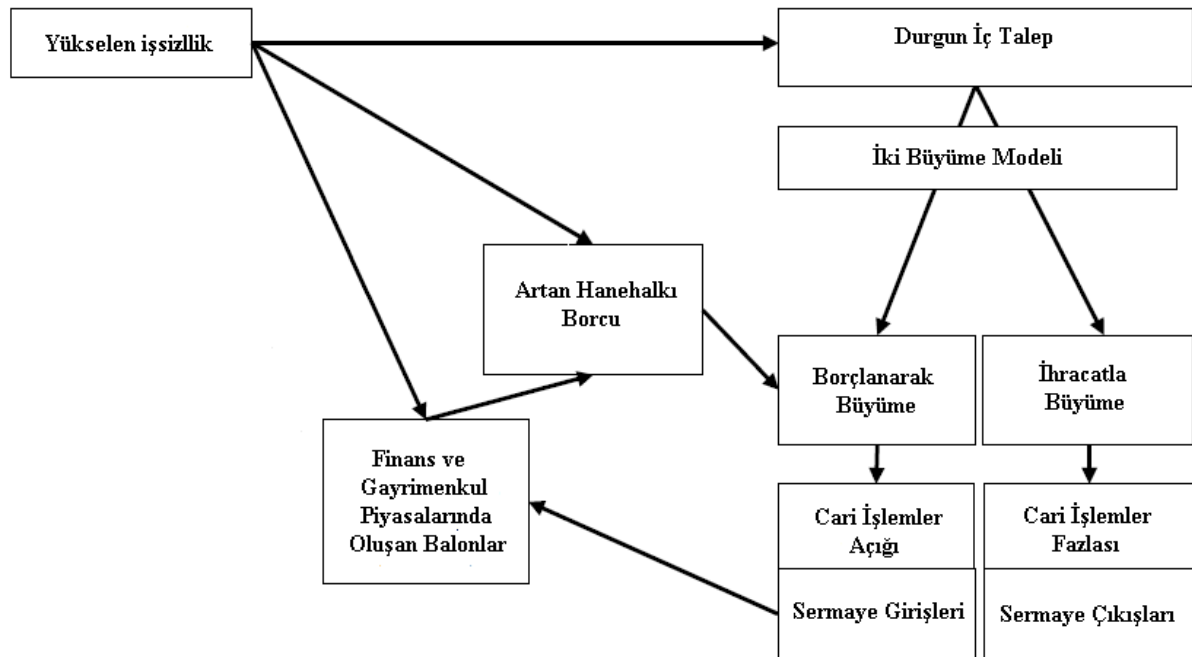 Yükselen işsizllik
Durgun İç Talep
İki Büyüme Modeli
Artan Hanehalkı
Borcu
Borçlanarak
Büyüme
İhracatla
Büyüme
Finans ve
Gayrimenkul
Piyasalarında
Oluşan Balonlar
Cari İşlemler
Açığı
Cari İşlemler
Fazlası
Sermaye Girişleri
Sermaye Çıkışları